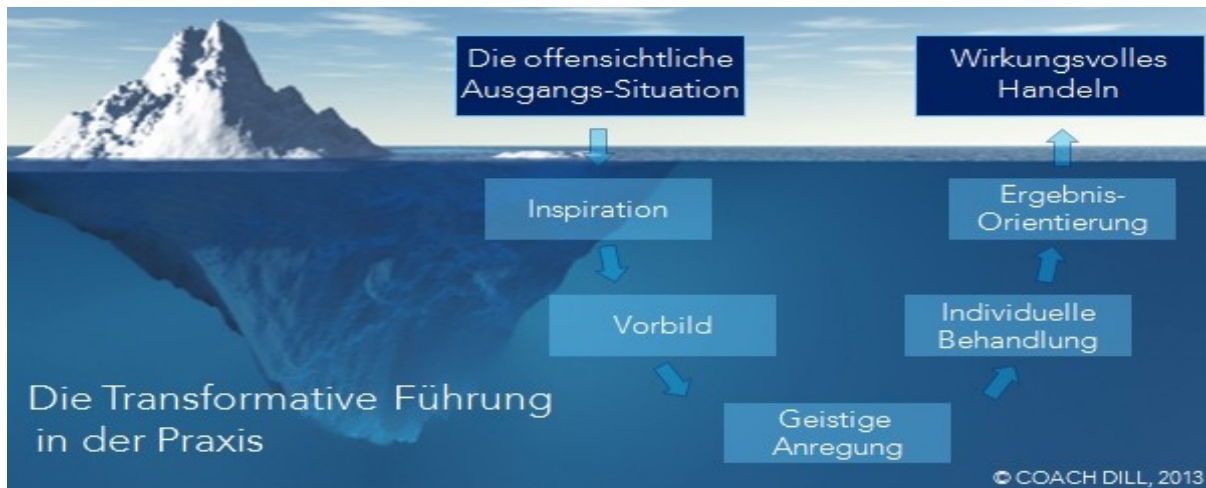 Die offensichtliche
Ausgangs-Situation
Wirkungsvolles
Handeln
Inspiration
Vorbild
Geistige
Anregung
Individuelle
Behandlung
Ergebnis-
Orientierung
Die Transformative Führung
in der Praxis
© COACH DILL, 2013